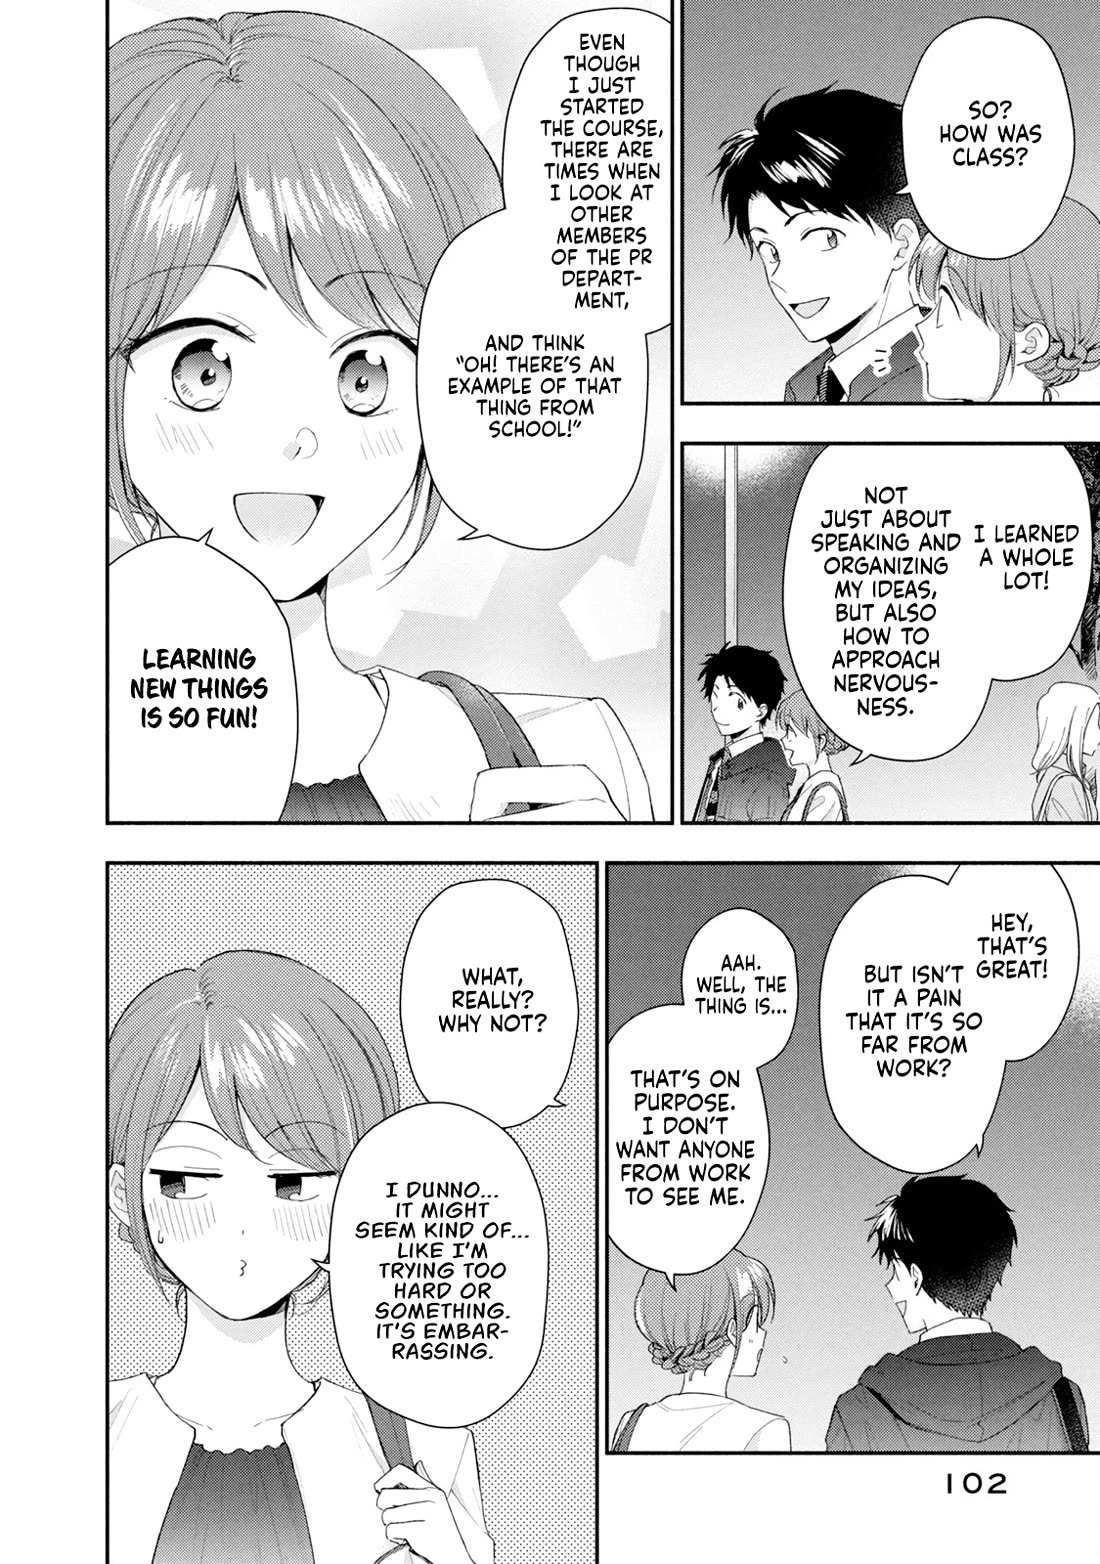 SO?
HOW WAS
CLASS?
I LEARNED
A WHOLE
LOT!
NOT
JUST ABOUT
SPEAKING AND
ORGANIZING
MY IDEAS,
BUT ALSO
HOW TO
APPROACH
NERVOUS-
NESS.
EVEN
THOUGH
I JUST
STARTED
THE COURSE,
THERE ARE
TIMES WHEN
I LOOK AT
OTHER
MEMBERS
OF THE PR
DEPART-
MENT,
AND THINK
"OH! THERE'S AN
EXAMPLE OF THAT
THING FROM
SCHOOL!"
LEARNING
NEW THINGS
IS SO FUN!
HEY,
THAT'S
GREAT!
BUT ISN'T
IT A PAIN
THAT IT'S SO
FAR FROM
WORK?
AAH.
WELL, THE
THING IS...
THAT'S ON
PURPOSE.
I DON'T
WANT ANYONE
FROM WORK
TO SEE ME.
WHAT,
REALLY?
WHY NOT?
I DUNNO...
IT MIGHT
SEEM KIND OF...
LIKE I'M
TRYING TOO
HARD OR
SOMETHING.
IT'S EMBAR-
RASSING.
102